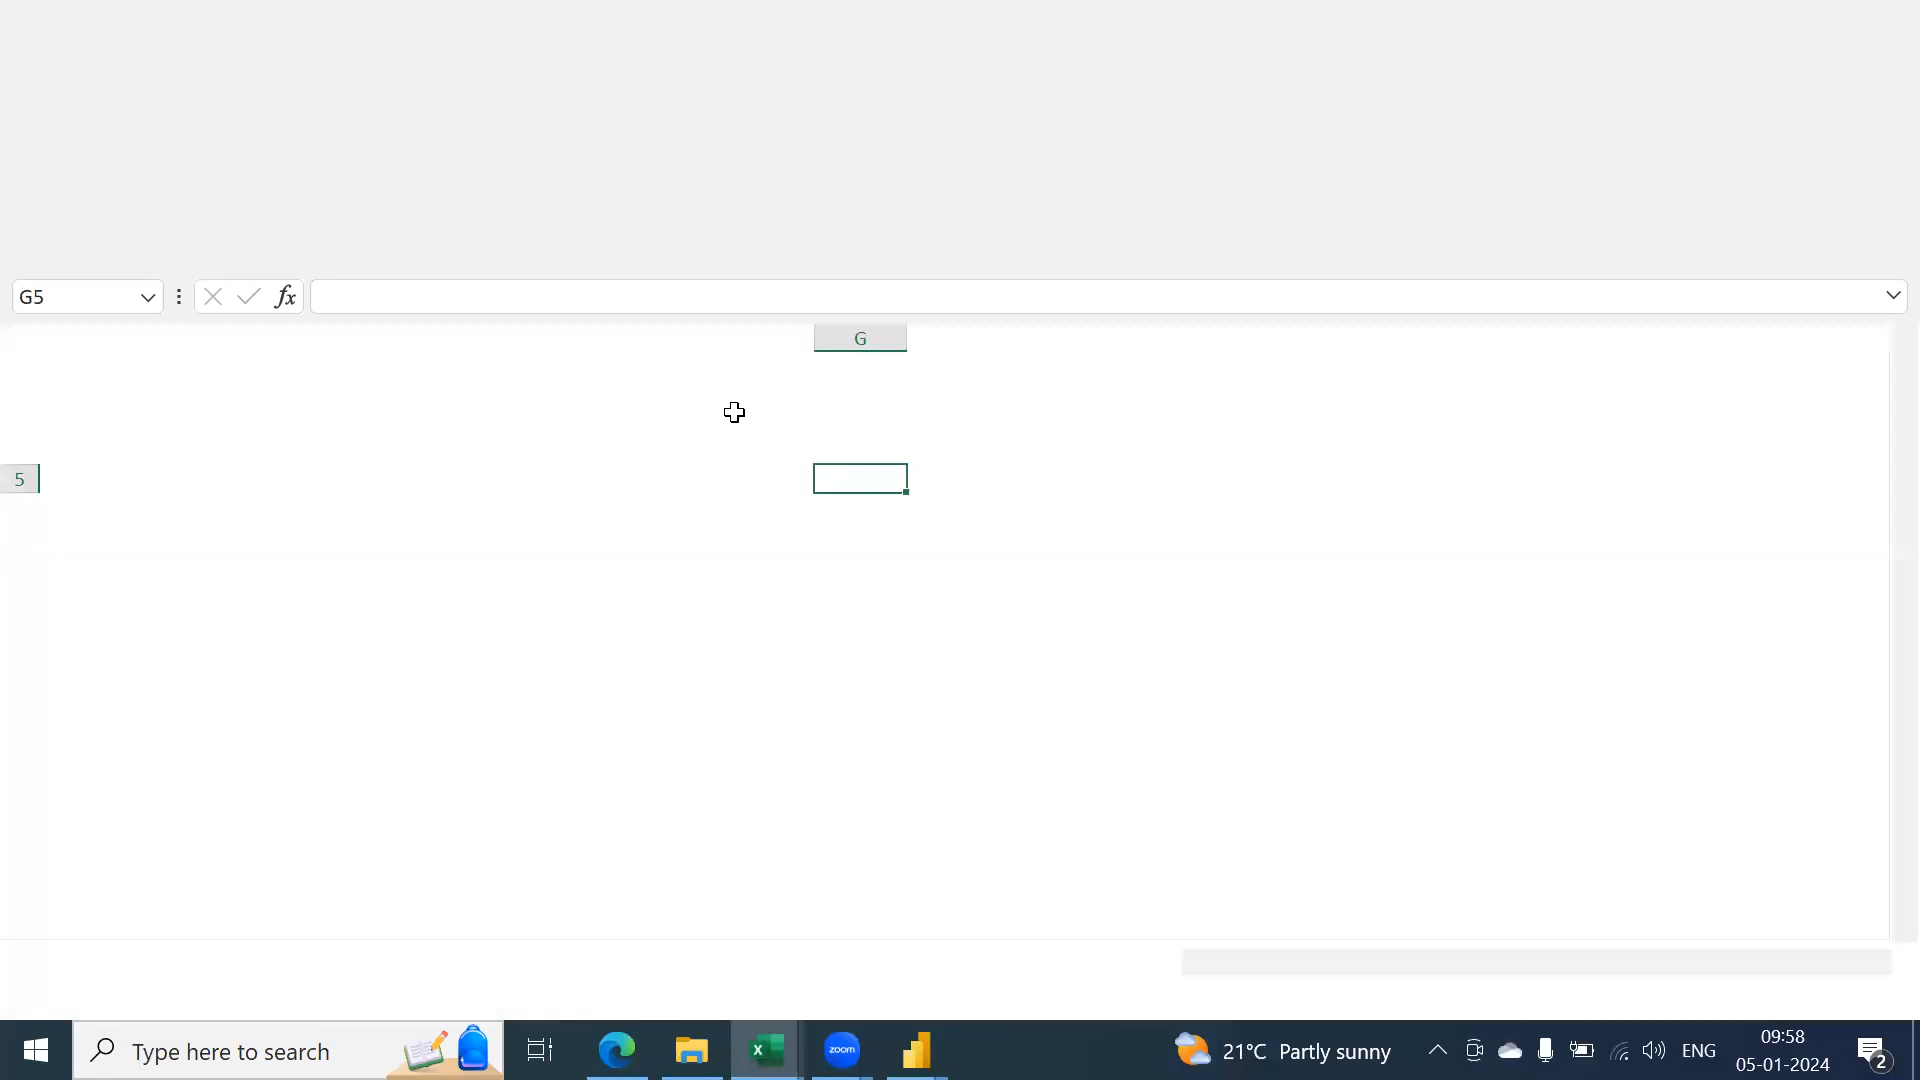 G5
fx
G
5
Type here to search
zoom
21°C Partly sunny
ENG
09:58
05-01-2024
2